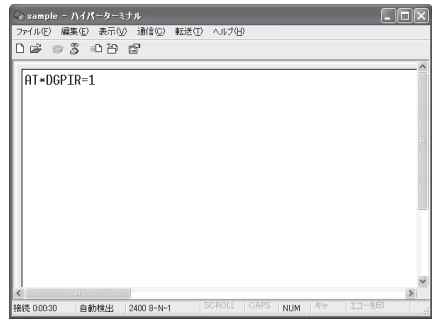 sample - ハイパーターミナル
ファイル(F) 編集(E) 表示(V) 通信(C) 転送(T) ヘルプ(H)
AT*DGPIR=1
接続 0:00:30 自動検出 2400 8-N-1 SCROLL CAPS NUM キャ エコーを印